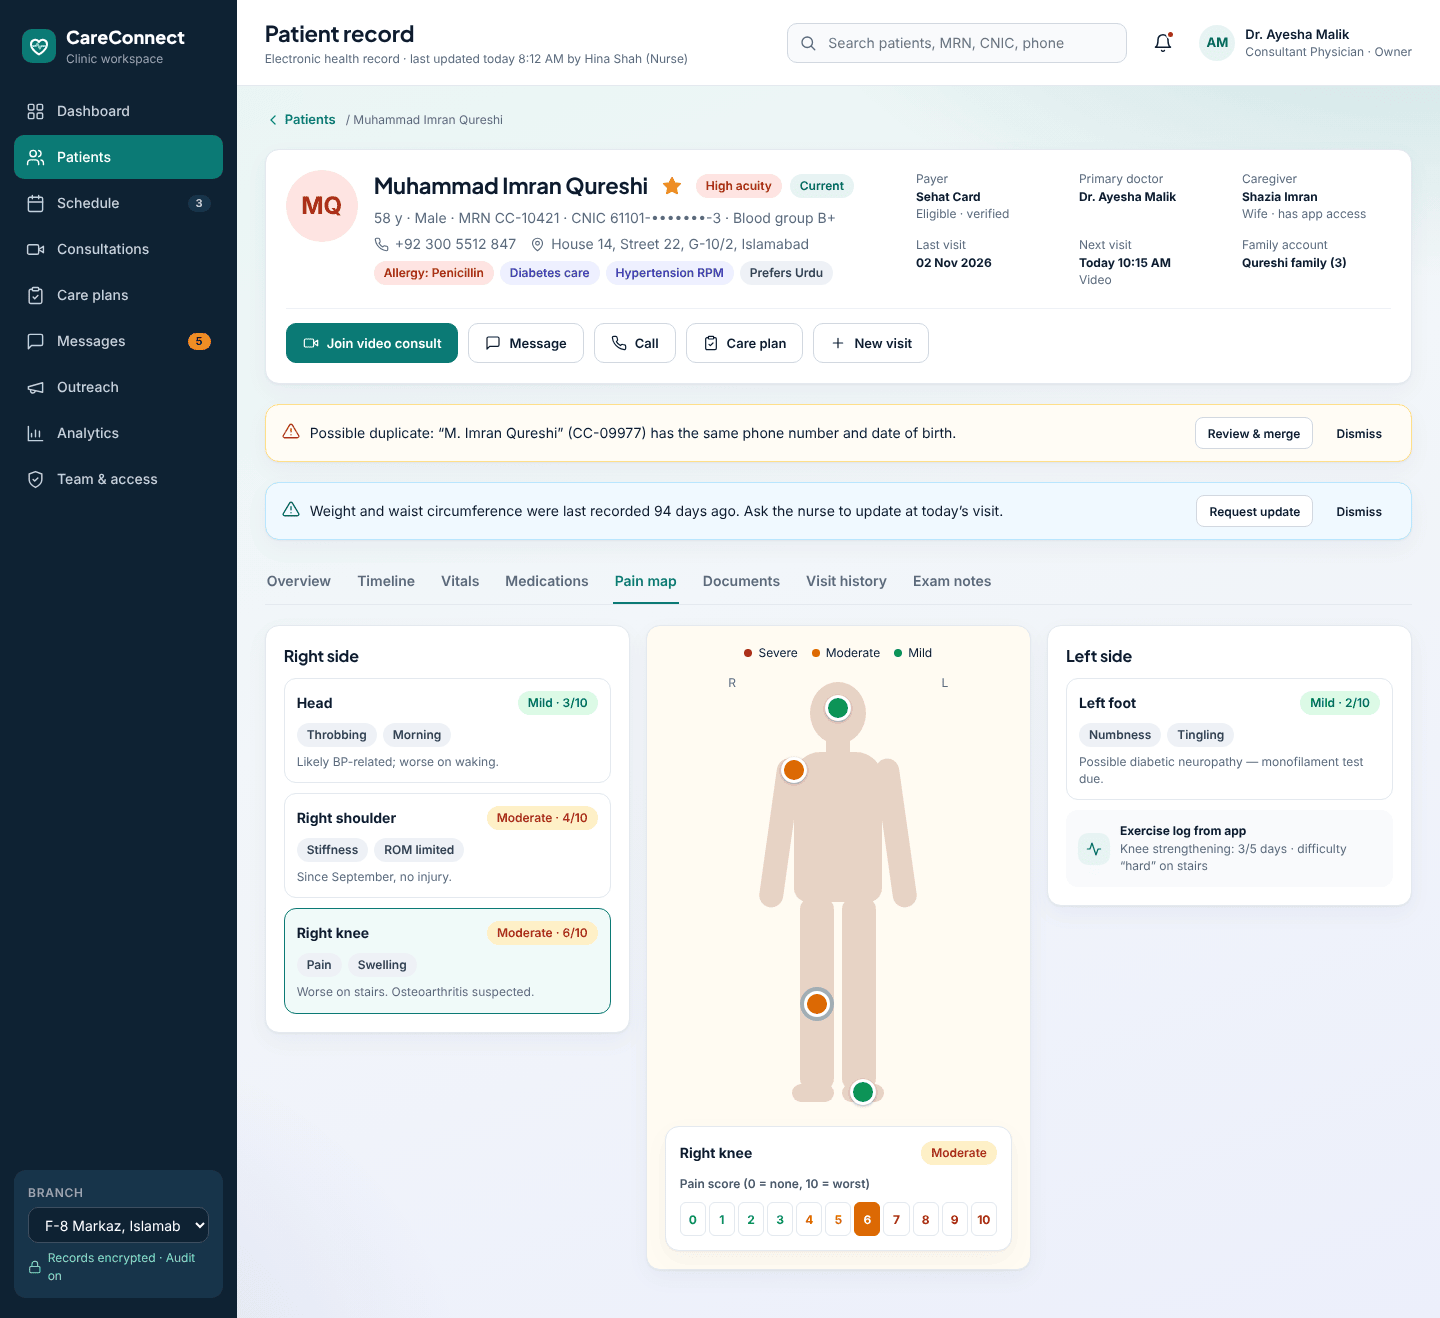 CareConnect
Clinic workspace
Dashboard
Patients
Schedule 3
Consultations
Care plans
Messages 5
Outreach
Analytics
Team & access
BRANCH
F-8 Markaz, Islamab
Records encrypted · Audit
on
Patient record
Electronic health record · last updated today 8:12 AM by Hina Shah (Nurse)
Search patients, MRN, CNIC, phone
AM
Dr. Ayesha Malik
Consultant Physician · Owner
Patients / Muhammad Imran Qureshi
MQ
Muhammad Imran Qureshi High acuity Current
58 y · Male · MRN CC-10421 · CNIC 61101-•••••••-3 · Blood group B+
+92 300 5512 847 House 14, Street 22, G-10/2, Islamabad
Allergy: Penicillin Diabetes care Hypertension RPM Prefers Urdu
Payer
Sehat Card
Eligible · verified
Primary doctor
Dr. Ayesha Malik
Caregiver
Shazia Imran
Wife · has app access
Last visit
02 Nov 2026
Next visit
Today 10:15 AM
Video
Family account
Qureshi family (3)
Join video consult Message Call Care plan New visit
Possible duplicate: “M. Imran Qureshi” (CC-09977) has the same phone number and date of birth. Review & merge Dismiss
Weight and waist circumference were last recorded 94 days ago. Ask the nurse to update at today’s visit. Request update Dismiss
Overview Timeline Vitals Medications Pain map Documents Visit history Exam notes
Right side
Head Mild · 3/10
Throbbing Morning
Likely BP-related; worse on waking.
Right shoulder Moderate · 4/10
Stiffness ROM limited
Since September, no injury.
Right knee Moderate · 6/10
Pain Swelling
Worse on stairs. Osteoarthritis suspected.
Severe Moderate Mild
R L
Right knee Moderate
Pain score (0 = none, 10 = worst)
0 1 2 3 4 5 6 7 8 9 10
Left side
Left foot Mild · 2/10
Numbness Tingling
Possible diabetic neuropathy — monofilament test
due.
Exercise log from app
Knee strengthening: 3/5 days · difficulty
“hard” on stairs